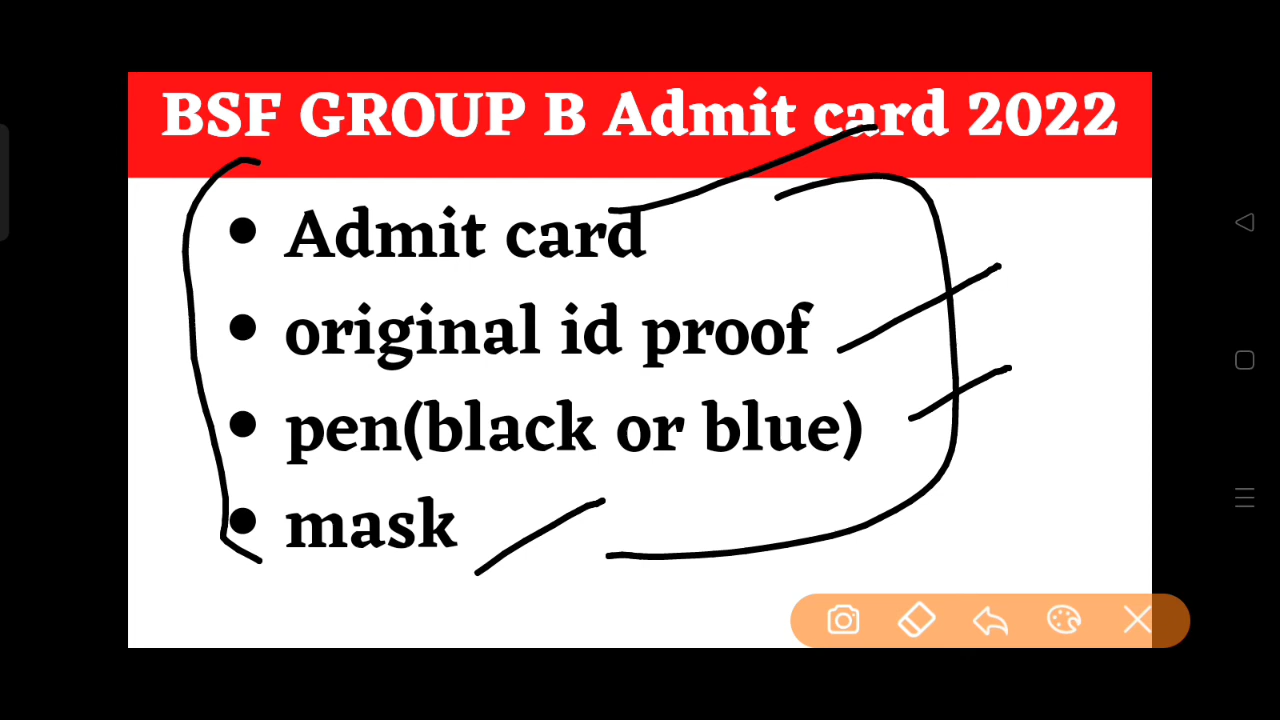 BSF GROUP B Admit card 2022
• Admit card
• original id proof
• pen(black or blue)
• mask